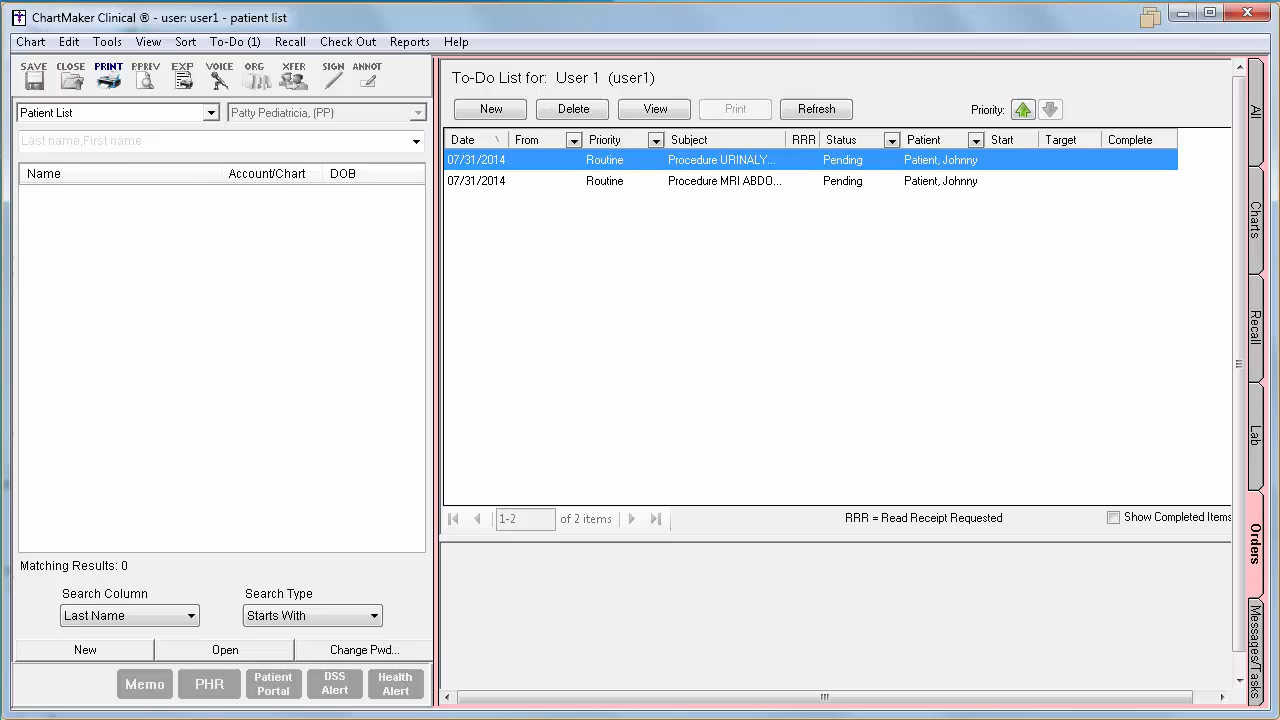 ChartMaker Clinical ® - user: user1 - patient list
Chart Edit Tools View Sort To-Do (1) Recall Check Out Reports Help
SAVE CLOSE PRINT PPREV EXP VOICE ORG XFER SIGN ANNOT
Patient List
Patty Pediatricia, (PP)
Last name,First name
Name Account/Chart DOB
Matching Results: 0
Search Column Search Type
Last Name Starts With
New Open Change Pwd...
Memo PHR Patient Portal DSS Alert Health Alert
To-Do List for: User 1 (user1)
New Delete View Print Refresh Priority:
Date From Priority Subject RRR Status Patient Start Target Complete
07/31/2014 Routine Procedure URINALY... Pending Patient, Johnny
07/31/2014 Routine Procedure MRI ABDO... Pending Patient, Johnny
1-2 of 2 items RRR = Read Receipt Requested Show Completed Items
All
Charts
Recall
Lab
Orders
Messages/Tasks